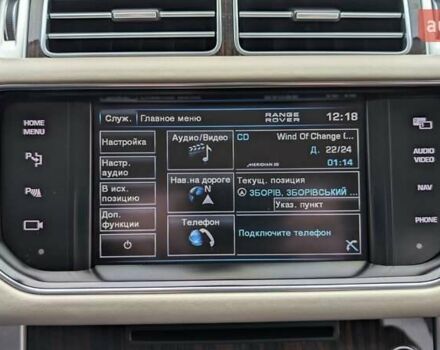 au
HOME
MENU
P
P
Служ.
Главное меню
RANGE
ROVER
12:18
Настройка
Настр.
аудио
В исх.
позицию
Доп.
функции
Аудио/Видео
CD
Wind Of Change (...
Д. 22/24
MERIDIAN
01:14
Нав.на дороге
N
Текущ. позиция
ЗБОРІВ, ЗБОРІВСЬКИЙ ...
Указ. пункт
Телефон
Подключите телефон
AUDIO
VIDEO
NAV
PHONE